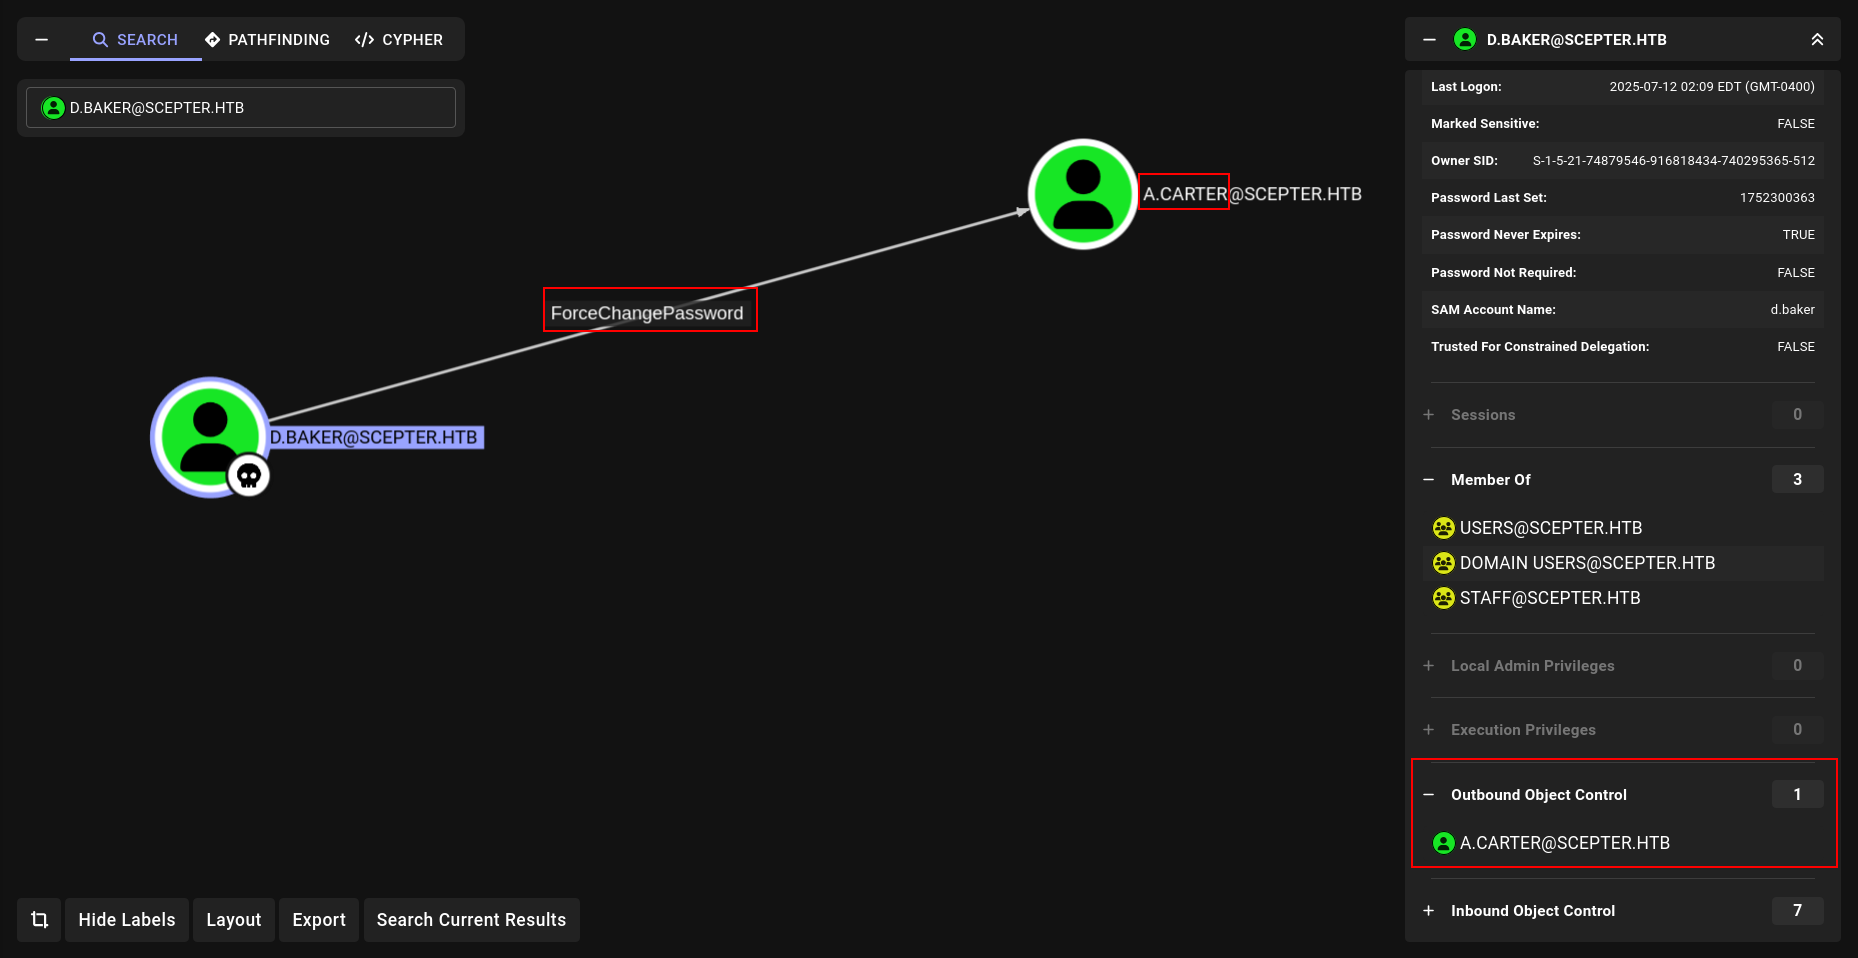 SEARCH
PATHFINDING
</> CYPHER
D.BAKER@SCEPTER.HTB
A.CARTER@SCEPTER.HTB
ForceChangePassword
D.BAKER@SCEPTER.HTB
Hide Labels
Layout
Export
Search Current Results
D.BAKER@SCEPTER.HTB
Last Logon: 2025-07-12 02:09 EDT (GMT-0400)
Marked Sensitive: FALSE
Owner SID: S-1-5-21-74879546-916818434-740295365-512
Password Last Set: 1752300363
Password Never Expires: TRUE
Password Not Required: FALSE
SAM Account Name: d.baker
Trusted For Constrained Delegation: FALSE
Sessions 0
Member Of 3
USERS@SCEPTER.HTB
DOMAIN USERS@SCEPTER.HTB
STAFF@SCEPTER.HTB
Local Admin Privileges 0
Execution Privileges 0
Outbound Object Control 1
A.CARTER@SCEPTER.HTB
Inbound Object Control 7